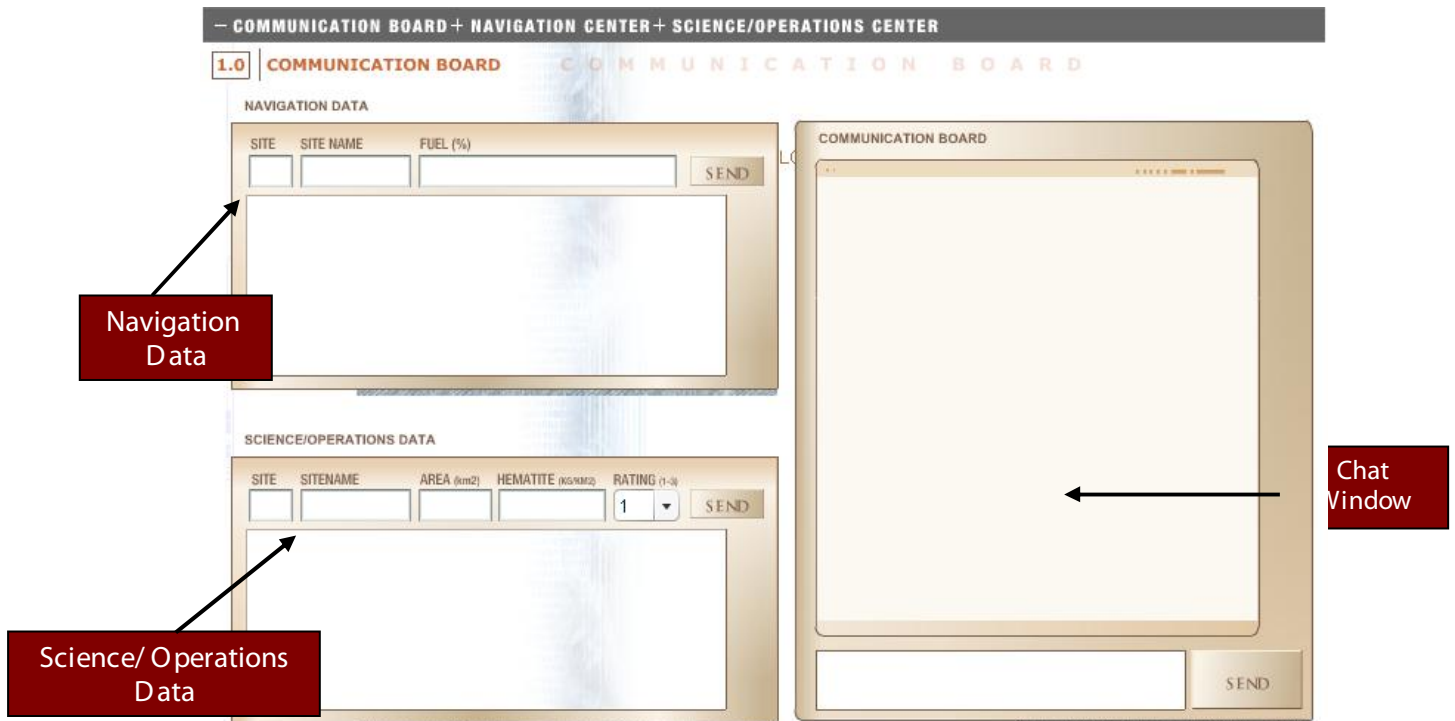 – COMMUNICATION BOARD + NAVIGATION CENTER + SCIENCE/OPERATIONS CENTER
1.0 COMMUNICATION BOARD COMMUNICATION BOARD
NAVIGATION DATA
SITE SITE NAME FUEL (%)
SEND
COMMUNICATION BOARD
Navigation
Data
SCIENCE/OPERATIONS DATA
SITE SITENAME AREA (km2) HEMATITE (KG/KM2) RATING (1-3)
1 SEND
Chat
Window
Science/ Operations
Data
SEND